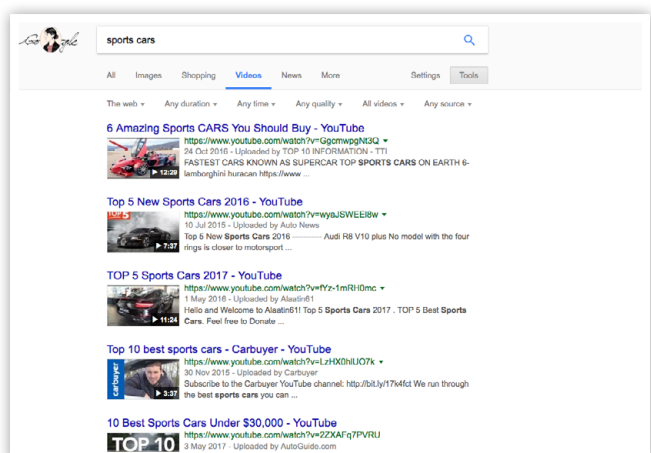 Google
sports cars
All Images Shopping Videos News More Settings Tools
The web Any duration Any time Any quality All videos Any source
6 Amazing Sports CARS You Should Buy - YouTube
https://www.youtube.com/watch?v=GgcmwpgNt3Q
24 Oct 2016 - Uploaded by TOP 10 INFORMATION - TTI
FASTEST CARS KNOWN AS SUPERCAR TOP SPORTS CARS ON EARTH 6-
12:29 lamborghini huracan https://www ...
Top 5 New Sports Cars 2016 - YouTube
TOP 5 https://www.youtube.com/watch?v=wyaJSWEEl8w
10 Jul 2015 - Uploaded by Auto News
Top 5 New Sports Cars 2016 ———— Audi R8 V10 plus No model with the four
7:37 rings is closer to motorsport ...
TOP 5 Sports Cars 2017 - YouTube
https://www.youtube.com/watch?v=fYz-1mRH0mc
1 May 2016 - Uploaded by Alaatin61
Hello and Welcome to Alaatin61! Top 5 Sports Cars 2017 . TOP 5 Best Sports
11:24 Cars. Feel free to Donate ...
Top 10 best sports cars - Carbuyer - YouTube
carbuyer https://www.youtube.com/watch?v=LzHX0hlUO7k
30 Nov 2015 - Uploaded by Carbuyer
Subscribe to the Carbuyer YouTube channel: http://bit.ly/17k4fct We run through
3:37 the best sports cars you can ...
10 Best Sports Cars Under $30,000 - YouTube
TOP 10 https://www.youtube.com/watch?v=2ZXAFq7PVRU
3 May 2017 - Uploaded by AutoGuide.com